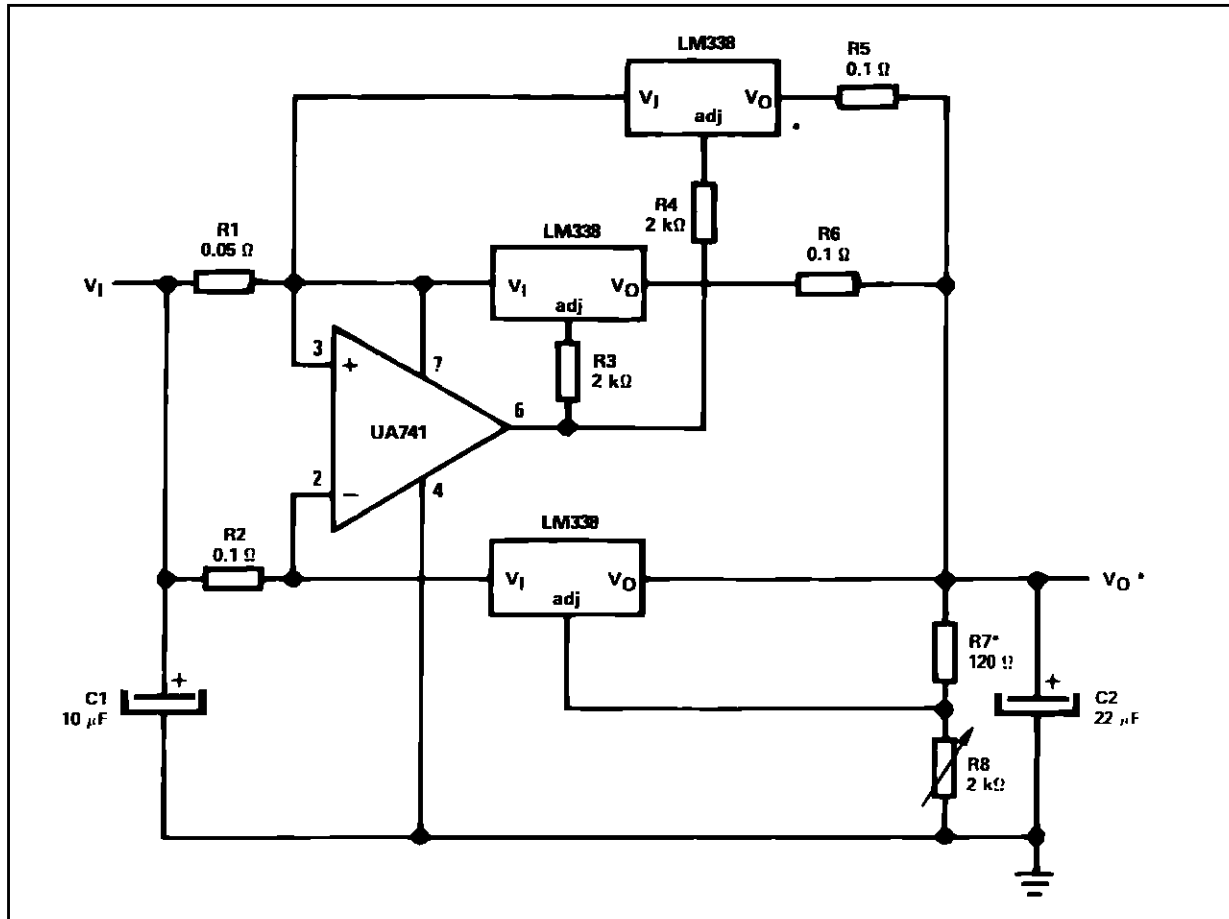 LM338
R5
0.1 Ω
VI
VO
adj
R4
2 kΩ
R1
0.05 Ω
LM338
R6
0.1 Ω
VI
VI
VO
adj
3
+
7
R3
2 kΩ
6
UA741
2
−
4
R2
0.1 Ω
LM338
VI
VO
adj
VO*
R7*
120 Ω
C1
10 µF
+
+
C2
22 µF
R8
2 kΩ